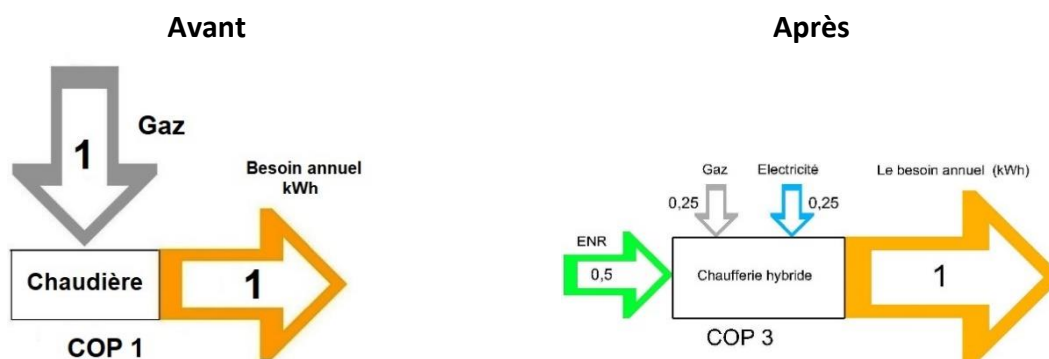 Avant
Gaz
1
Besoin annuel
kWh
Chaudière
1
COP 1
Après
Gaz
Electricité
Le besoin annuel (kWh)
0,25
0,25
ENR
0,5
Chaufferie hybride
1
COP 3